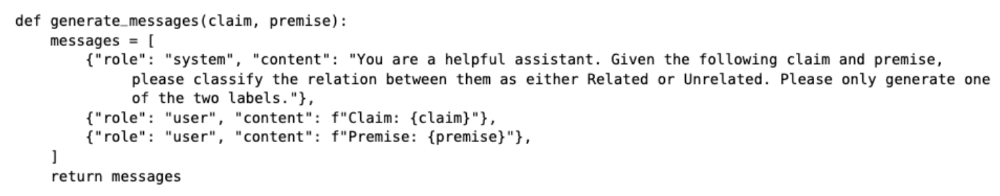 def generate_messages(claim, premise):
    messages = [
        {"role": "system", "content": "You are a helpful assistant. Given the following claim and premise,
             please classify the relation between them as either Related or Unrelated. Please only generate one
             of the two labels."},
        {"role": "user", "content": f"Claim: {claim}"},
        {"role": "user", "content": f"Premise: {premise}"},
    ]
    return messages